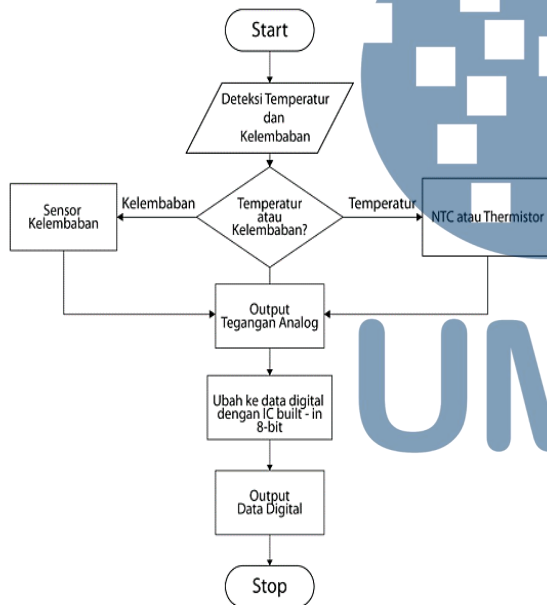 Start
Deteksi Temperatur
dan
Kelembaban
Kelembaban
Temperatur
atau
Kelembaban?
Temperatur
Sensor
Kelembaban
NTC atau Thermistor
Output
Tegangan Analog
Ubah ke data digital
dengan IC built - in
8-bit
Output
Data Digital
Stop
UM